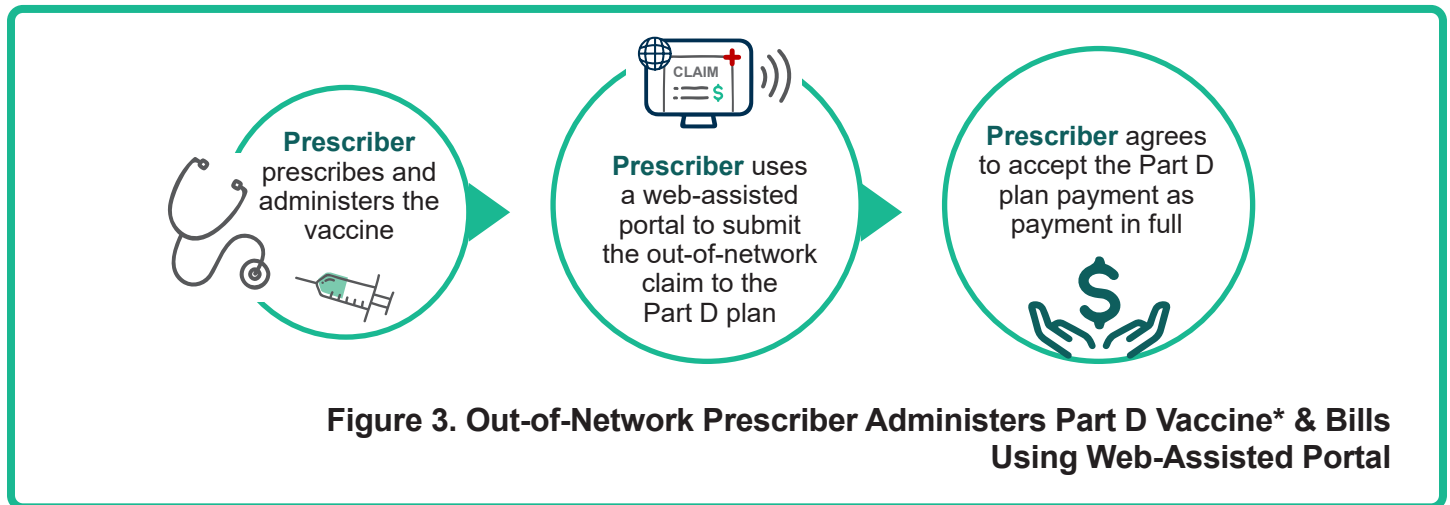 Prescriber
prescribes and
administers the
vaccine
CLAIM
$
Prescriber uses
a web-assisted
portal to submit
the out-of-network
claim to the
Part D plan
Prescriber agrees
to accept the Part D
plan payment as
payment in full
$
Figure 3. Out-of-Network Prescriber Administers Part D Vaccine* & Bills
Using Web-Assisted Portal